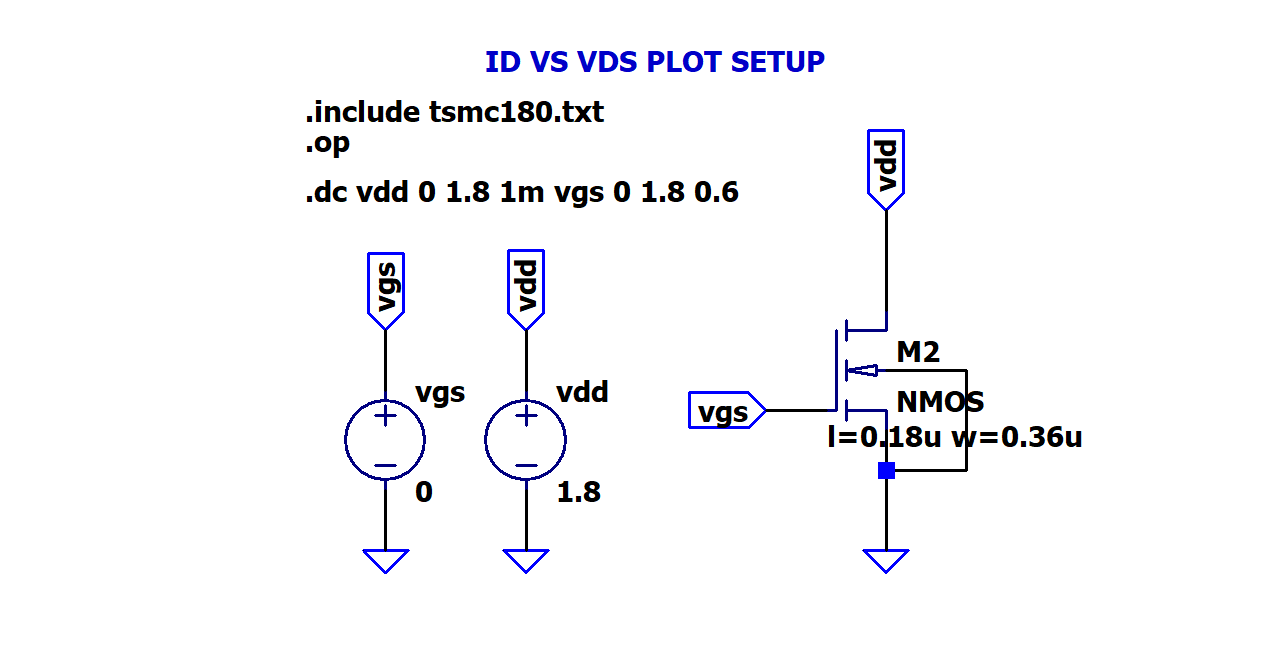 ID VS VDS PLOT SETUP
.include tsmc180.txt
.op
.dc vdd 0 1.8 1m vgs 0 1.8 0.6
vgs
vdd
vdd
vgs
vdd
0
1.8
vgs
M2
NMOS
l=0.18u w=0.36u